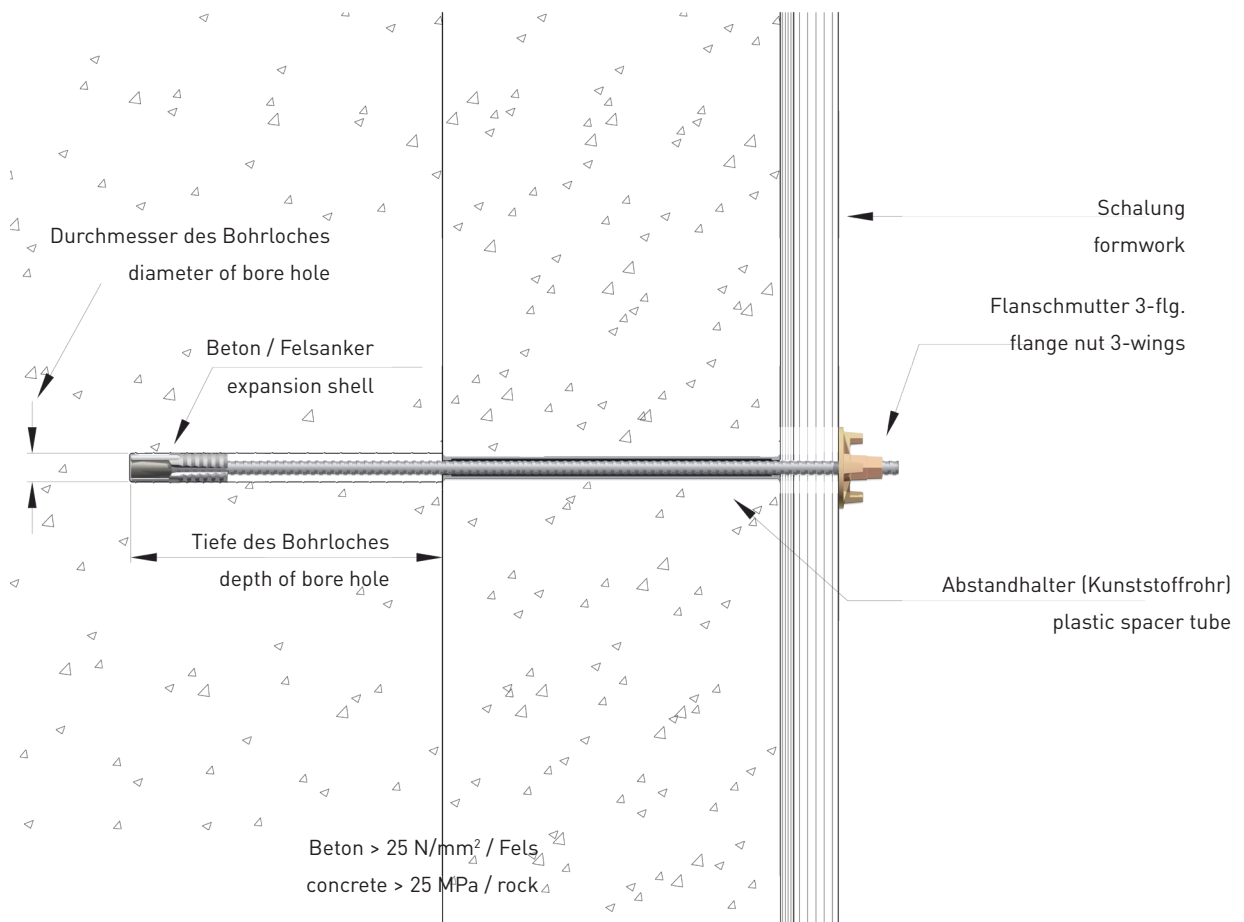 Schalung
formwork
Durchmesser des Bohrloches
diameter of bore hole
Flanschmutter 3-flg.
flange nut 3-wings
Beton / Felsanker
expansion shell
Tiefe des Bohrloches
depth of bore hole
Abstandhalter (Kunststoffrohr)
plastic spacer tube
Beton > 25 N/mm² / Fels
concrete > 25 MPa / rock